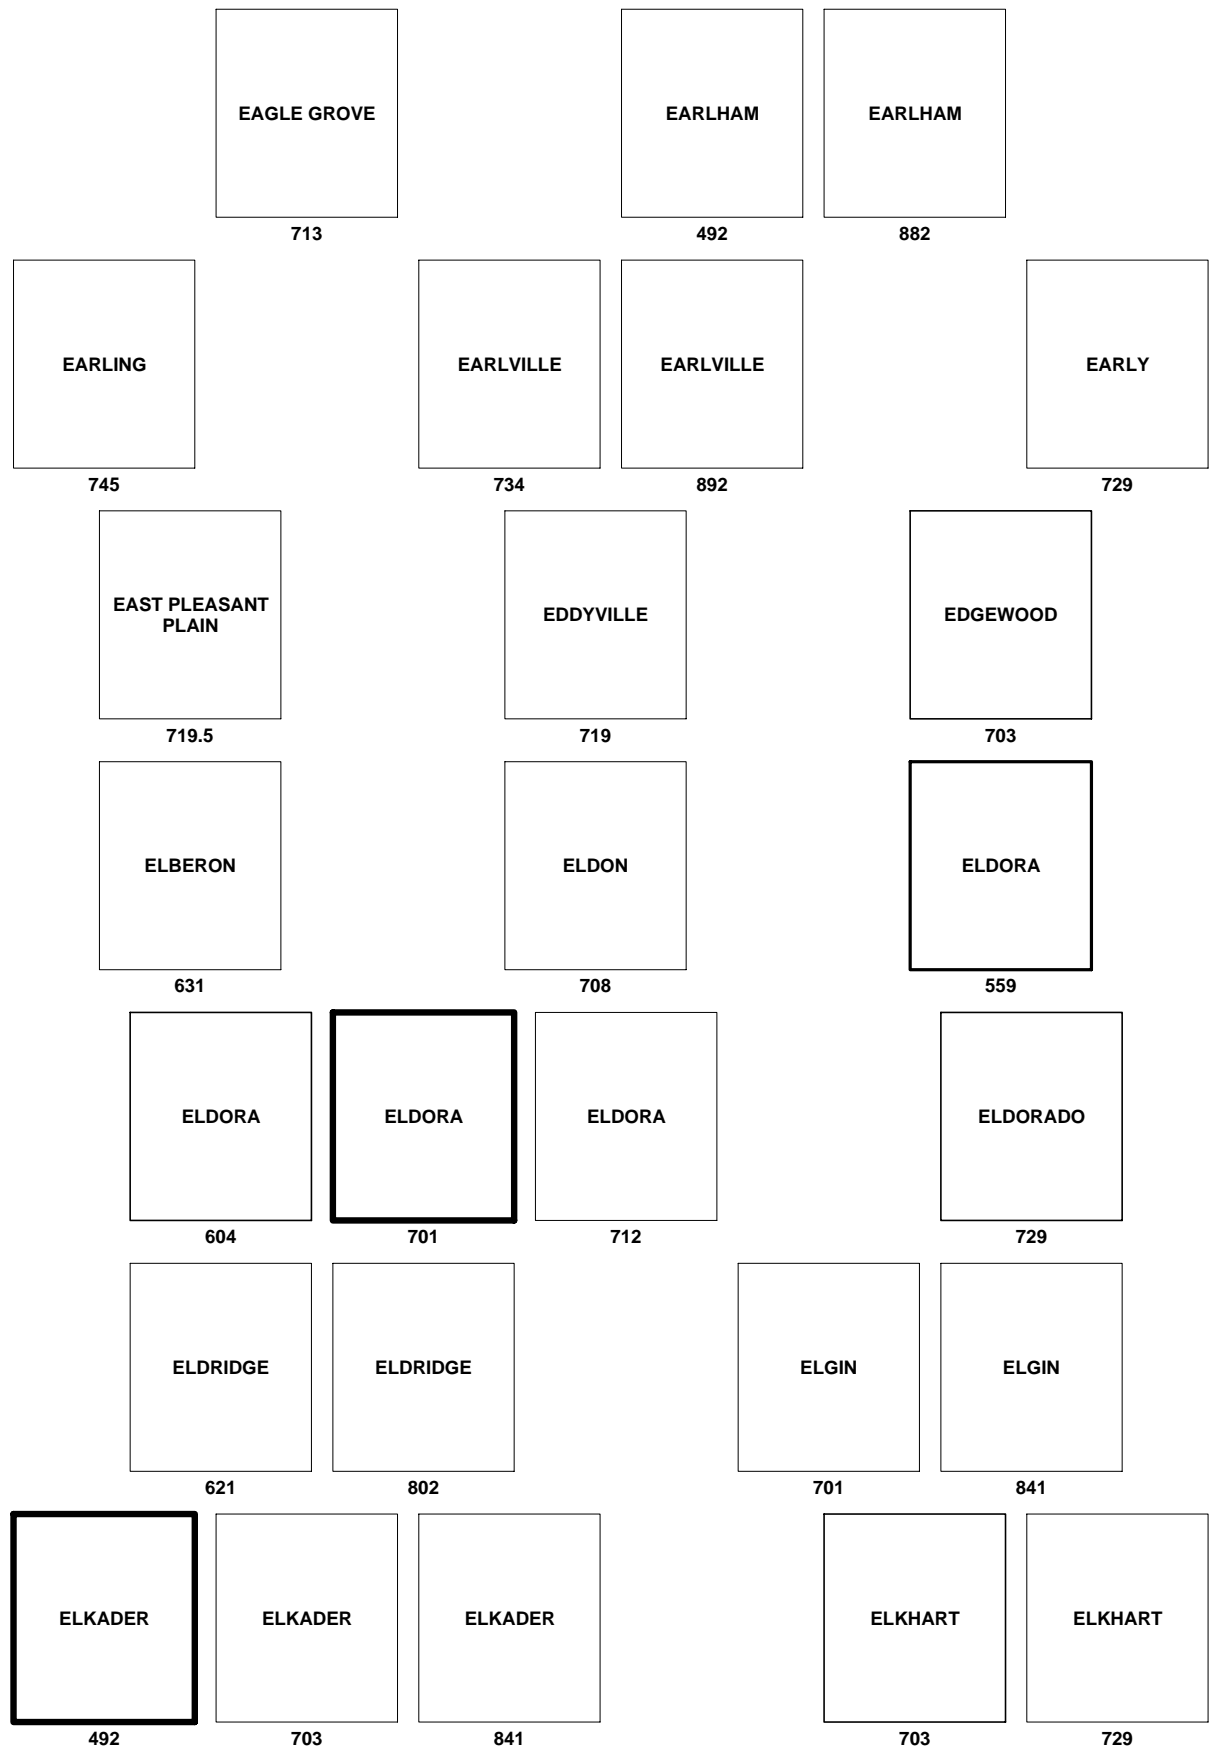 EAGLE GROVE
EARLHAM
EARLHAM
713
492
882
EARLING
EARLVILLE
EARLVILLE
EARLY
745
734
892
729
EAST PLEASANT
PLAIN
EDDYVILLE
EDGEWOOD
719.5
719
703
ELBERON
ELDON
ELDORA
631
708
559
ELDORA
ELDORA
ELDORA
ELDORADO
604
701
712
729
ELDRIDGE
ELDRIDGE
ELGIN
ELGIN
621
802
701
841
ELKADER
ELKADER
ELKADER
ELKHART
ELKHART
492
703
841
703
729